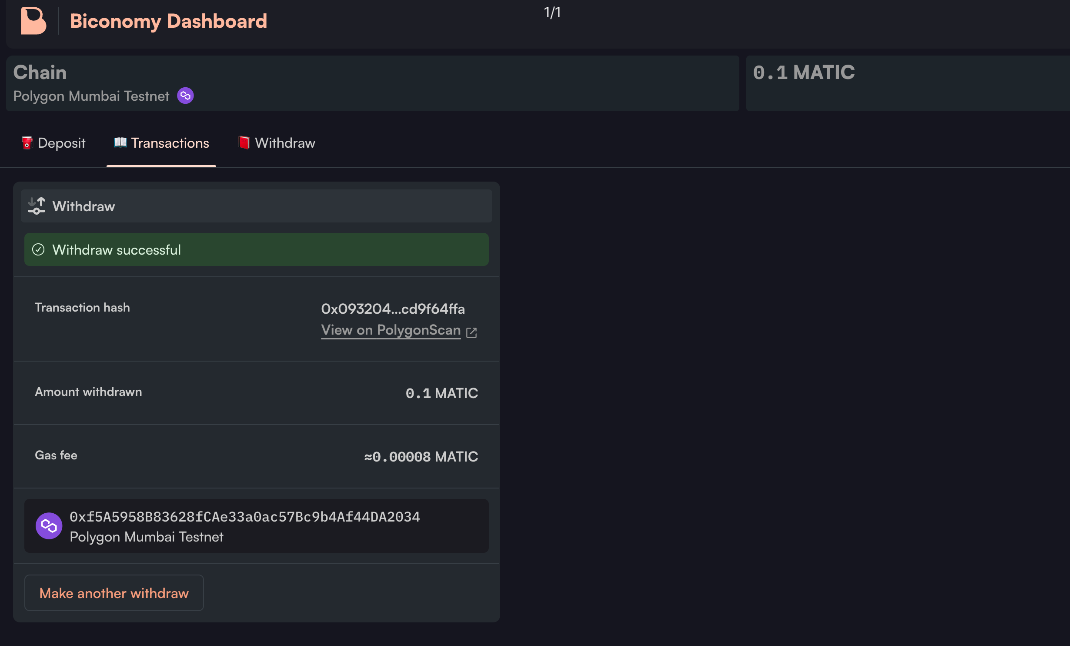 Biconomy Dashboard
1/1
Chain
Polygon Mumbai Testnet
0.1 MATIC
Deposit
Transactions
Withdraw
Withdraw
Withdraw successful
Transaction hash
0x093204...cd9f64ffa
View on PolygonScan
Amount withdrawn
0.1 MATIC
Gas fee
≈0.00008 MATIC
0xf5A5958B83628fCAe33a0ac57Bc9b4Af44DA2034
Polygon Mumbai Testnet
Make another withdraw